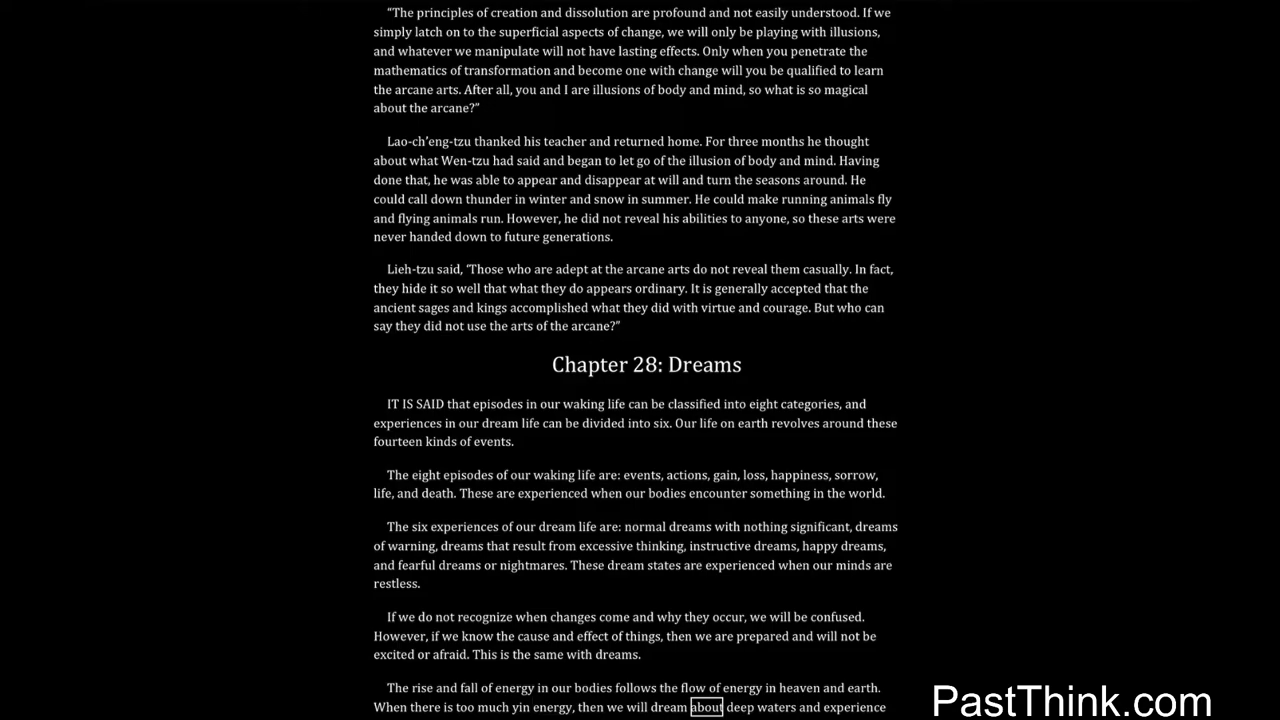 “The principles of creation and dissolution are profound and not easily understood. If we
simply latch on to the superficial aspects of change, we will only be playing with illusions,
and whatever we manipulate will not have lasting effects. Only when you penetrate the
mathematics of transformation and become one with change will you be qualified to learn
the arcane arts. After all, you and I are illusions of body and mind, so what is so magical
about the arcane?”
Lao-ch’eng-tzu thanked his teacher and returned home. For three months he thought
about what Wen-tzu had said and began to let go of the illusion of body and mind. Having
done that, he was able to appear and disappear at will and turn the seasons around. He
could call down thunder in winter and snow in summer. He could make running animals fly
and flying animals run. However, he did not reveal his abilities to anyone, so these arts were
never handed down to future generations.
Lieh-tzu said, ‘Those who are adept at the arcane arts do not reveal them casually. In fact,
they hide it so well that what they do appears ordinary. It is generally accepted that the
ancient sages and kings accomplished what they did with virtue and courage. But who can
say they did not use the arts of the arcane?”
Chapter 28: Dreams
IT IS SAID that episodes in our waking life can be classified into eight categories, and
experiences in our dream life can be divided into six. Our life on earth revolves around these
fourteen kinds of events.
The eight episodes of our waking life are: events, actions, gain, loss, happiness, sorrow,
life, and death. These are experienced when our bodies encounter something in the world.
The six experiences of our dream life are: normal dreams with nothing significant, dreams
of warning, dreams that result from excessive thinking, instructive dreams, happy dreams,
and fearful dreams or nightmares. These dream states are experienced when our minds are
restless.
If we do not recognize when changes come and why they occur, we will be confused.
However, if we know the cause and effect of things, then we are prepared and will not be
excited or afraid. This is the same with dreams.
The rise and fall of energy in our bodies follows the flow of energy in heaven and earth.
When there is too much yin energy, then we will dream about deep waters and experience
PastThink.com